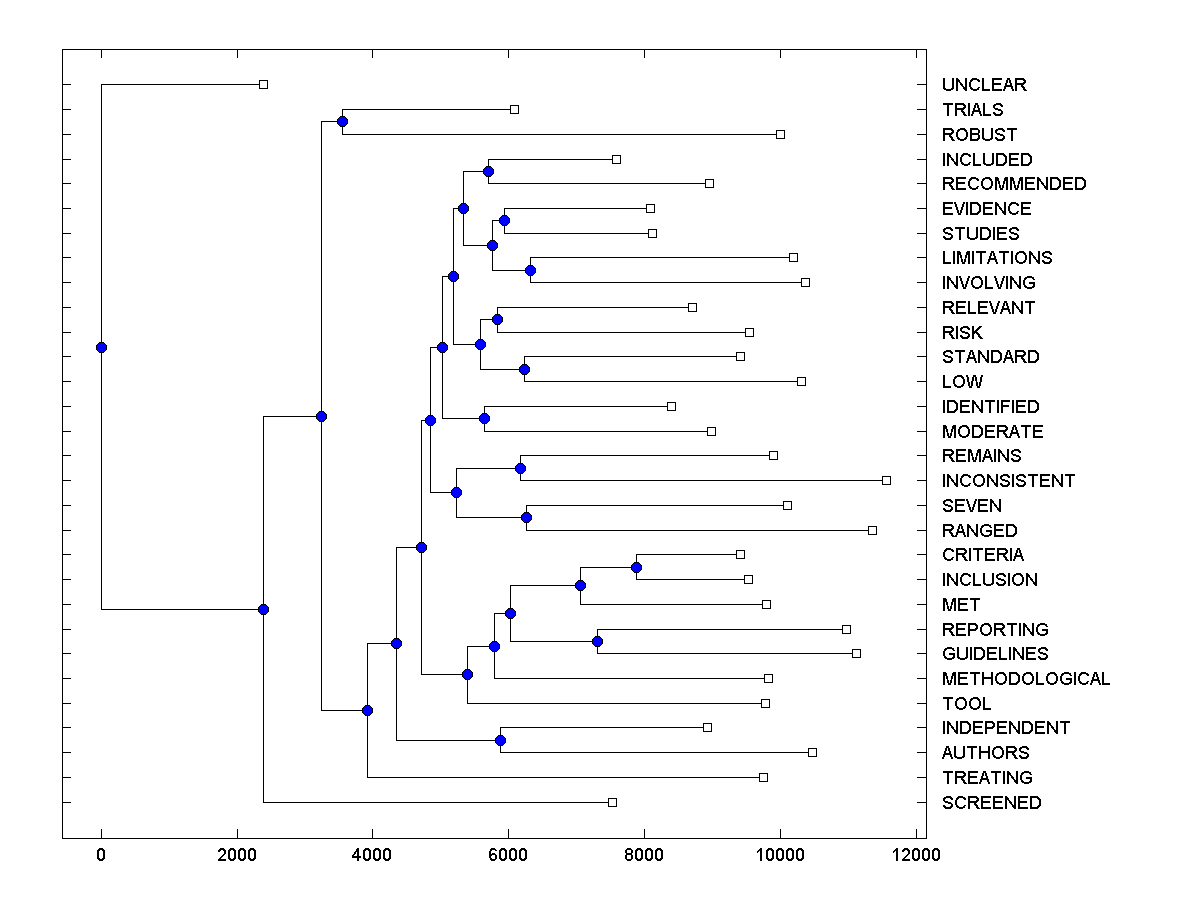 UNCLEAR
TRIALS
ROBUST
INCLUDED
RECOMMENDED
EVIDENCE
STUDIES
LIMITATIONS
INVOLVING
RELEVANT
RISK
STANDARD
LOW
IDENTIFIED
MODERATE
REMAINS
INCONSISTENT
SEVEN
RANGED
CRITERIA
INCLUSION
MET
REPORTING
GUIDELINES
METHODOLOGICAL
TOOL
INDEPENDENT
AUTHORS
TREATING
SCREENED
0 2000 4000 6000 8000 10000 12000